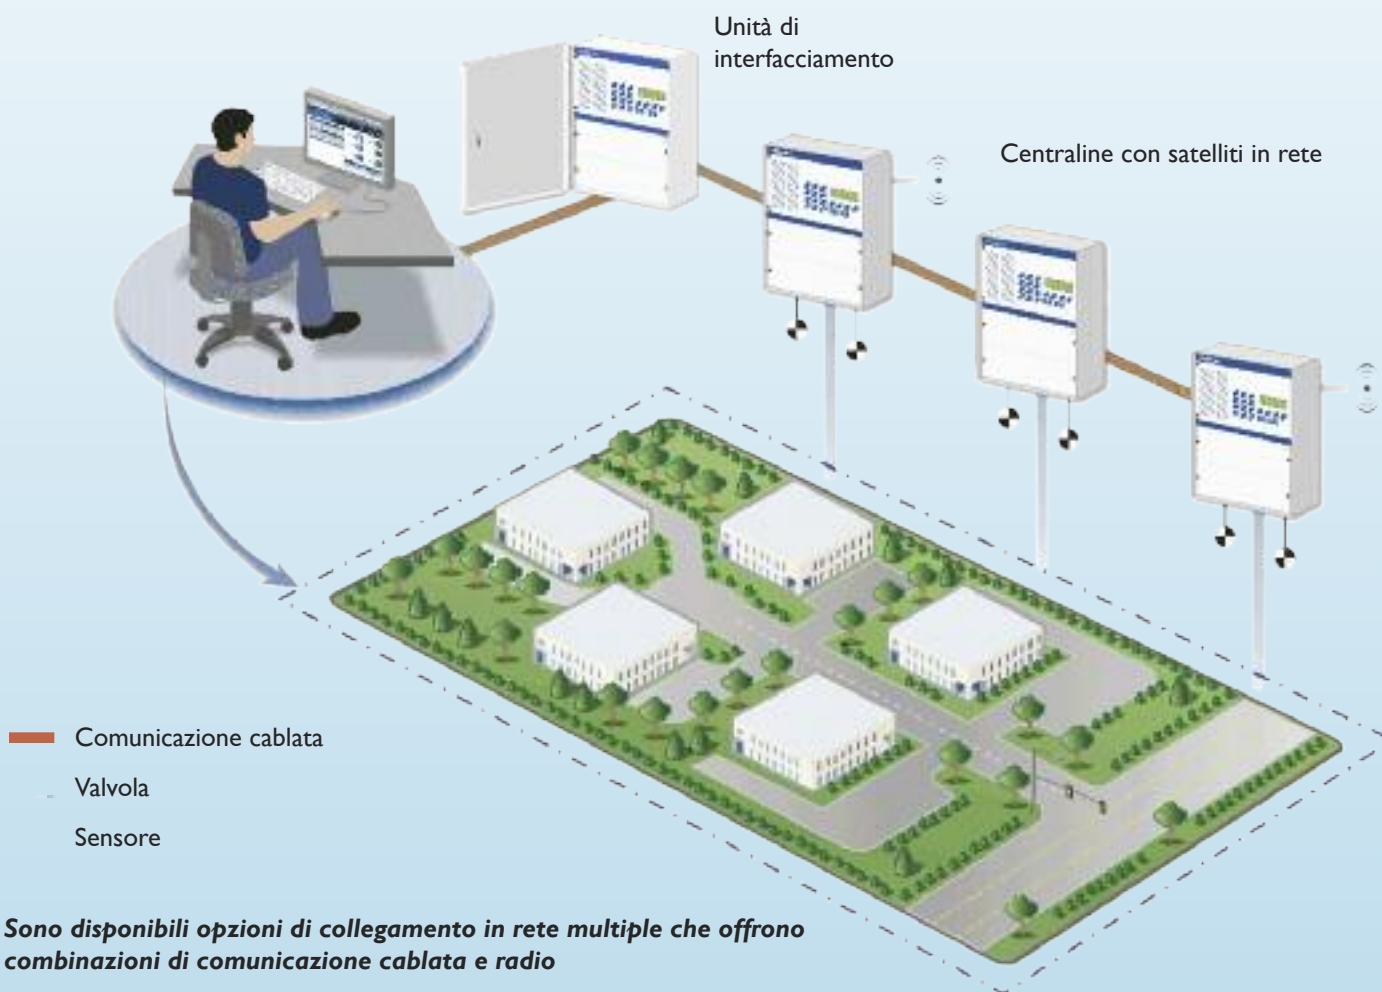 Unità di
interfacciamento
Centraline con satelliti in rete
Comunicazione cablata
Valvola
Sensore
Sono disponibili opzioni di collegamento in rete multiple che offrono
combinazioni di comunicazione cablata e radio